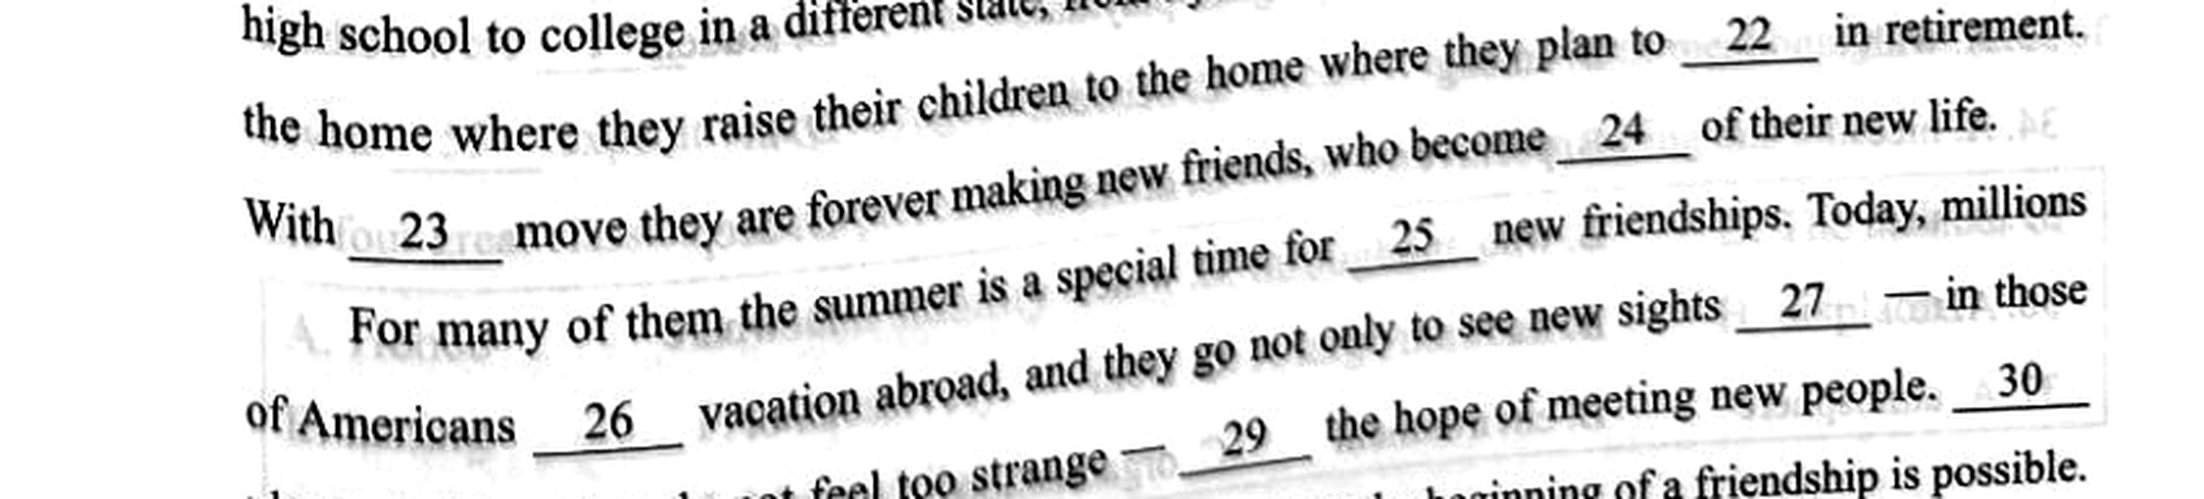 high school to college in a different state,
the home where they raise their children to the home where they plan to 22 in retirement.
With 23 move they are forever making new friends, who become 24 of their new life.
For many of them the summer is a special time for 25 new friendships. Today, millions
of Americans 26 vacation abroad, and they go not only to see new sights 27 — in those
feel too strange — 29 the hope of meeting new people. 30
beginning of a friendship is possible.